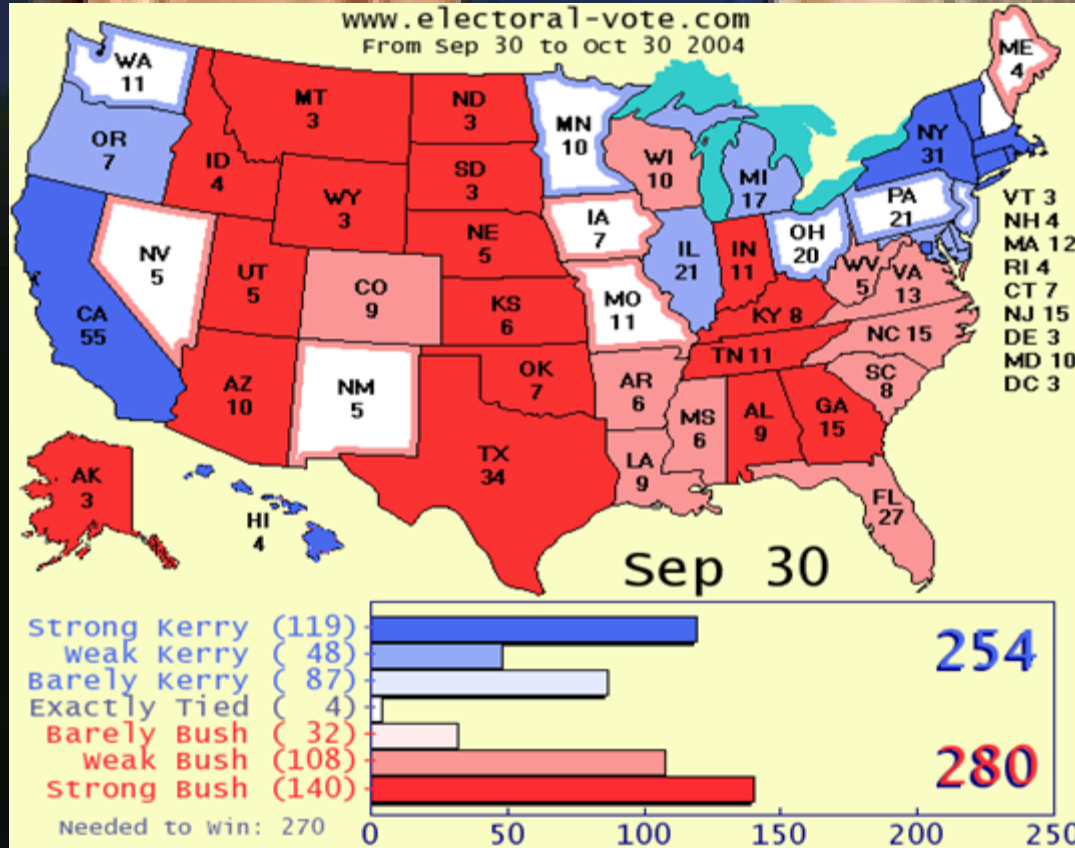 www.electoral-vote.com
From Sep 30 to Oct 30 2004
WA
11
OR
7
CA
55
NV
5
ID
4
MT
3
WY
3
UT
5
AZ
10
CO
9
NM
5
ND
3
SD
3
NE
5
KS
6
OK
7
TX
34
MN
10
IA
7
MO
11
AR
6
LA
9
WI
10
IL
21
MI
17
IN
11
OH
20
KY 8
TN 11
MS
6
AL
9
GA
15
FL
27
SC
8
NC 15
VA
13
WV
5
PA
21
NY
31
ME
4
VT 3
NH 4
MA 12
RI 4
CT 7
NJ 15
DE 3
MD 10
DC 3
AK
3
HI
4
Sep 30
Strong Kerry (119)
Weak Kerry ( 48)
Barely Kerry ( 87)
Exactly Tied ( 4)
Barely Bush ( 32)
Weak Bush (108)
Strong Bush (140)
Needed to Win: 270
254
280
0 50 100 150 200 250